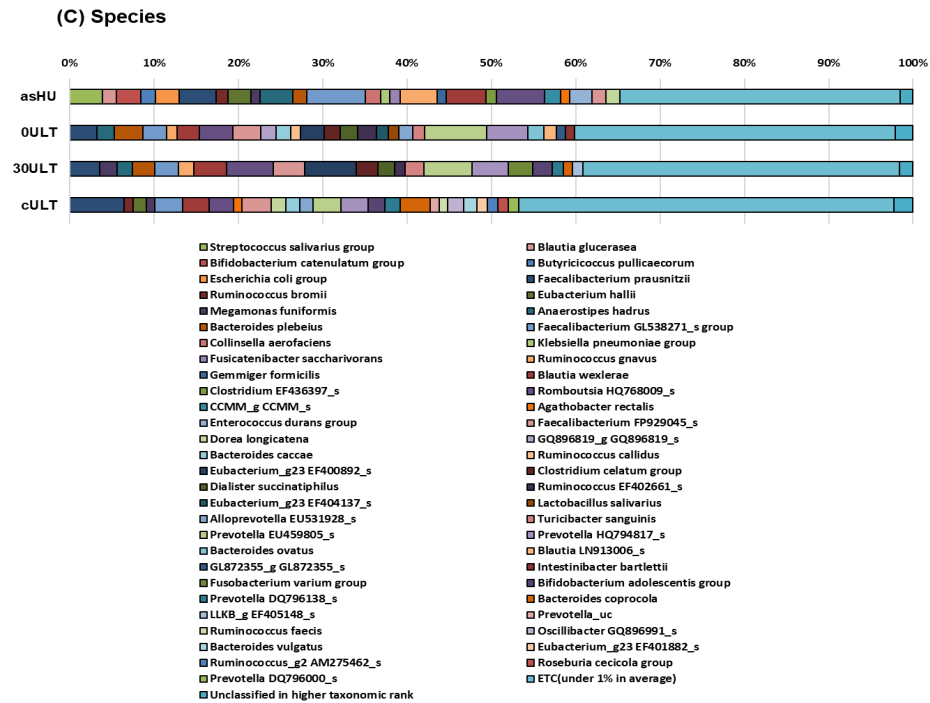 (C) Species
0% 10% 20% 30% 40% 50% 60% 70% 80% 90% 100%
asHU
0ULT
30ULT
cULT
Streptococcus salivarius group Blautia glucerasea
Bifidobacterium catenulatum group Butyricicoccus pullicaecorum
Escherichia coli group Faecalibacterium prausnitzii
Ruminococcus bromii Eubacterium hallii
Megamonas funiformis Anaerostipes hadrus
Bacteroides plebeius Faecalibacterium GL538271_s group
Collinsella aerofaciens Klebsiella pneumoniae group
Fusicatenibacter saccharivorans Ruminococcus gnavus
Gemmiger formicilis Blautia wexlerae
Clostridium EF436397_s Romboutsia HQ768009_s
CCMM_g CCMM_s Agathobacter rectalis
Enterococcus durans group Faecalibacterium FP929045_s
Dorea longicatena GQ896819_g GQ896819_s
Bacteroides caccae Ruminococcus callidus
Eubacterium_g23 EF400892_s Clostridium celatum group
Dialister succinatiphilus Ruminococcus EF402661_s
Eubacterium_g23 EF404137_s Lactobacillus salivarius
Alloprevotella EU531928_s Turicibacter sanguinis
Prevotella EU459805_s Prevotella HQ794817_s
Bacteroides ovatus Blautia LN913006_s
GL872355_g GL872355_s Intestinibacter bartlettii
Fusobacterium varium group Bifidobacterium adolescentis group
Prevotella DQ796138_s Bacteroides coprocola
LLKB_g EF405148_s Prevotella_uc
Ruminococcus faecis Oscillibacter GQ896991_s
Bacteroides vulgatus Eubacterium_g23 EF401882_s
Ruminococcus_g2 AM275462_s Roseburia cecicola group
Prevotella DQ796000_s ETC(under 1% in average)
Unclassified in higher taxonomic rank